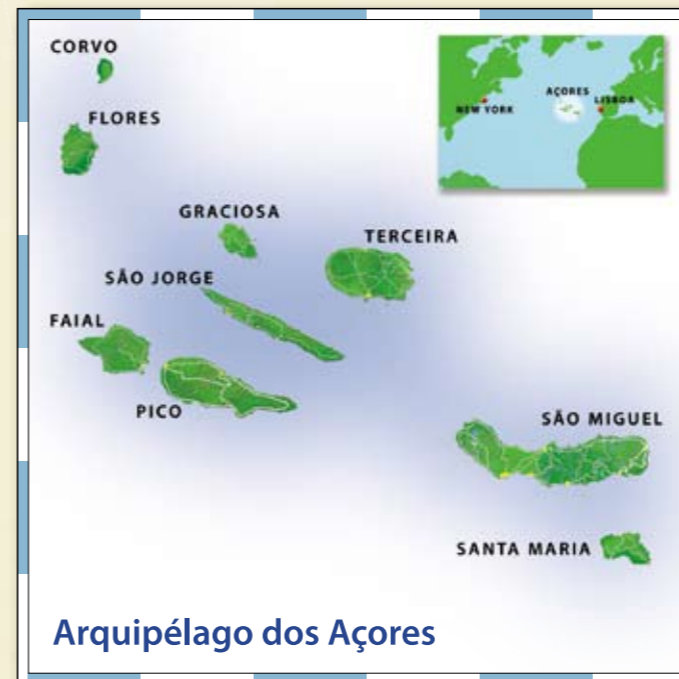 CORVO
FLORES
AÇORES
LISBOA
NEW YORK
GRACIOSA
TERCEIRA
SÃO JORGE
FAIAL
PICO
SÃO MIGUEL
SANTA MARIA
Arquipélago dos Açores